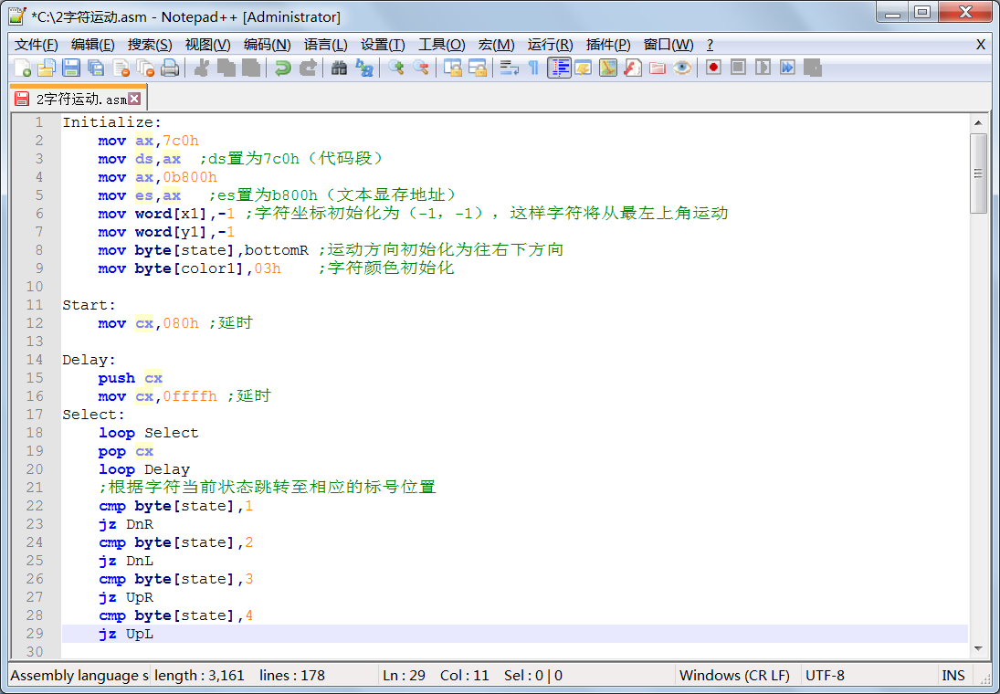 *C:\2字符运动.asm - Notepad++ [Administrator]
文件(F) 编辑(E) 搜索(S) 视图(V) 编码(N) 语言(L) 设置(T) 工具(O) 宏(M) 运行(R) 插件(P) 窗口(W) ? X
2字符运动.asm
1 Initialize:
2 mov ax,7c0h
3 mov ds,ax ;ds置为7c0h（代码段）
4 mov ax,0b800h
5 mov es,ax ;es置为b800h（文本显存地址）
6 mov word[x1],-1 ;字符坐标初始化为（-1，-1），这样字符将从最左上角运动
7 mov word[y1],-1
8 mov byte[state],bottomR ;运动方向初始化为往右下方向
9 mov byte[color1],03h ;字符颜色初始化
10
11 Start:
12 mov cx,080h ;延时
13
14 Delay:
15 push cx
16 mov cx,0ffffh ;延时
17 Select:
18 loop Select
19 pop cx
20 loop Delay
21 ;根据字符当前状态跳转至相应的标号位置
22 cmp byte[state],1
23 jz DnR
24 cmp byte[state],2
25 jz DnL
26 cmp byte[state],3
27 jz UpR
28 cmp byte[state],4
29 jz UpL
30
Assembly language s length : 3,161 lines : 178 Ln : 29 Col : 11 Sel : 0 | 0 Windows (CR LF) UTF-8 INS